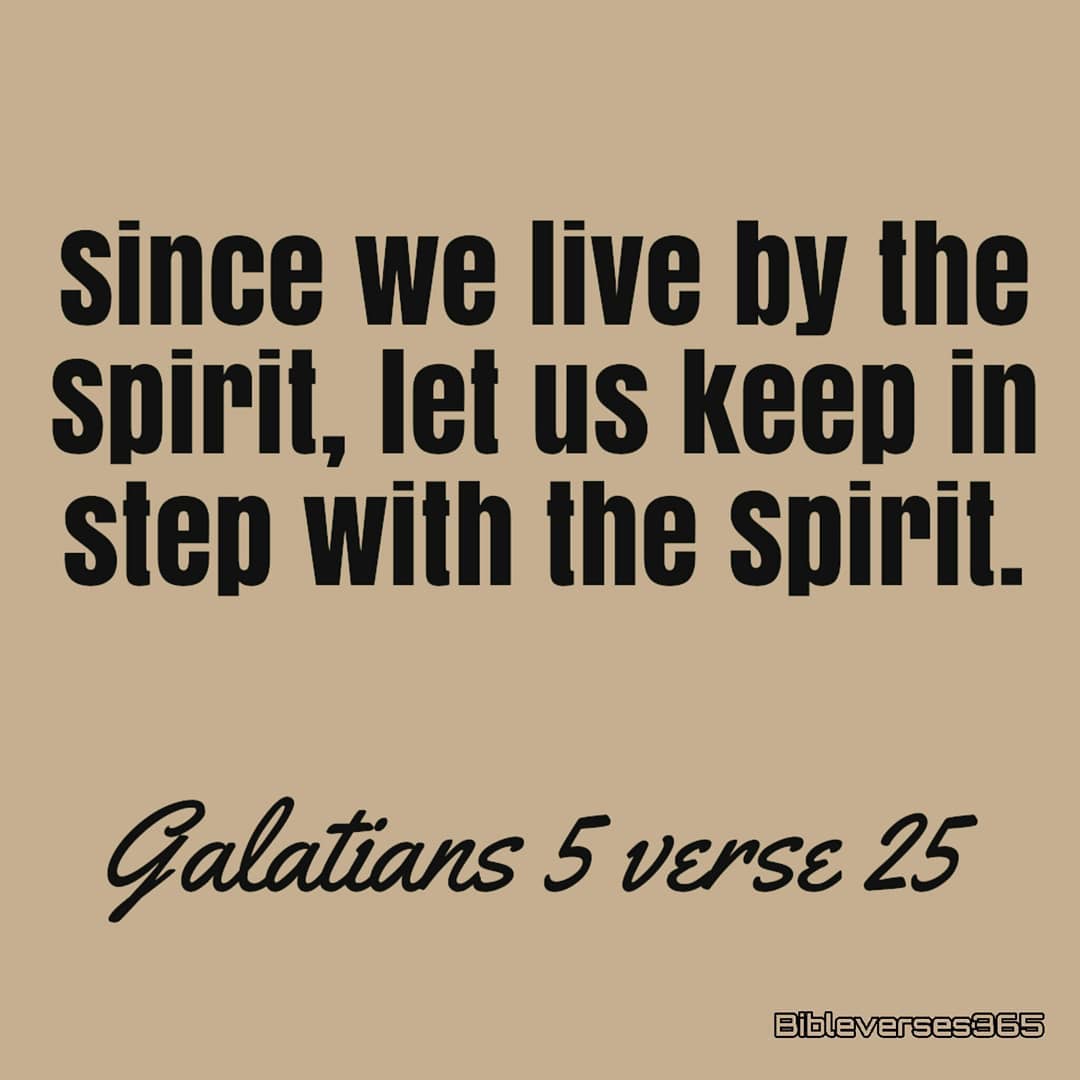 Since we live by the
Spirit, let us keep in
step with the Spirit.
Galatians 5 verse 25
Bibleverses365